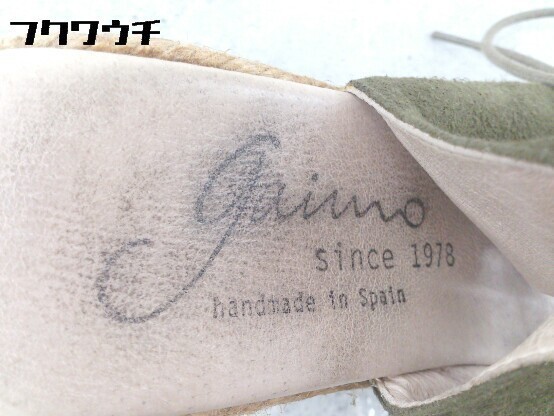 フクワウチ
gaimo
since 1978
handmade in Spain